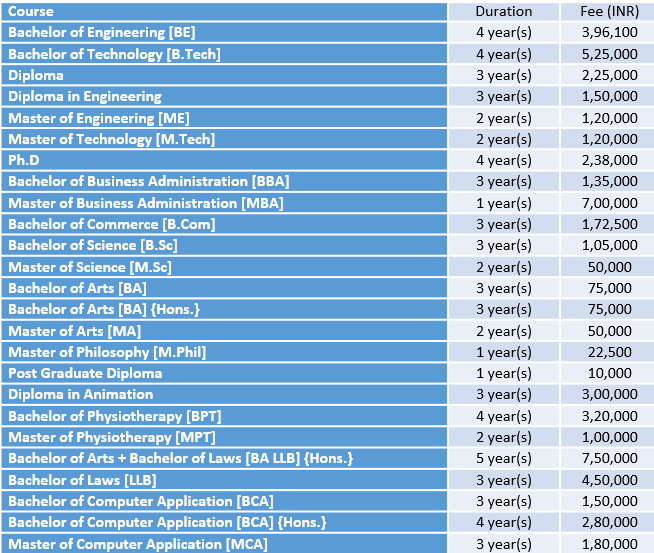 Course Duration Fee (INR)
Bachelor of Engineering [BE] 4 year(s) 3,96,100
Bachelor of Technology [B.Tech] 4 year(s) 5,25,000
Diploma 3 year(s) 2,25,000
Diploma in Engineering 3 year(s) 1,50,000
Master of Engineering [ME] 2 year(s) 1,20,000
Master of Technology [M.Tech] 2 year(s) 1,20,000
Ph.D 4 year(s) 2,38,000
Bachelor of Business Administration [BBA] 3 year(s) 1,35,000
Master of Business Administration [MBA] 1 year(s) 7,00,000
Bachelor of Commerce [B.Com] 3 year(s) 1,72,500
Bachelor of Science [B.Sc] 3 year(s) 1,05,000
Master of Science [M.Sc] 2 year(s) 50,000
Bachelor of Arts [BA] 3 year(s) 75,000
Bachelor of Arts [BA] {Hons.} 3 year(s) 75,000
Master of Arts [MA] 2 year(s) 50,000
Master of Philosophy [M.Phil] 1 year(s) 22,500
Post Graduate Diploma 1 year(s) 10,000
Diploma in Animation 3 year(s) 3,00,000
Bachelor of Physiotherapy [BPT] 4 year(s) 3,20,000
Master of Physiotherapy [MPT] 2 year(s) 1,00,000
Bachelor of Arts + Bachelor of Laws [BA LLB] {Hons.} 5 year(s) 7,50,000
Bachelor of Laws [LLB] 3 year(s) 4,50,000
Bachelor of Computer Application [BCA] 3 year(s) 1,50,000
Bachelor of Computer Application [BCA] {Hons.} 4 year(s) 2,80,000
Master of Computer Application [MCA] 3 year(s) 1,80,000